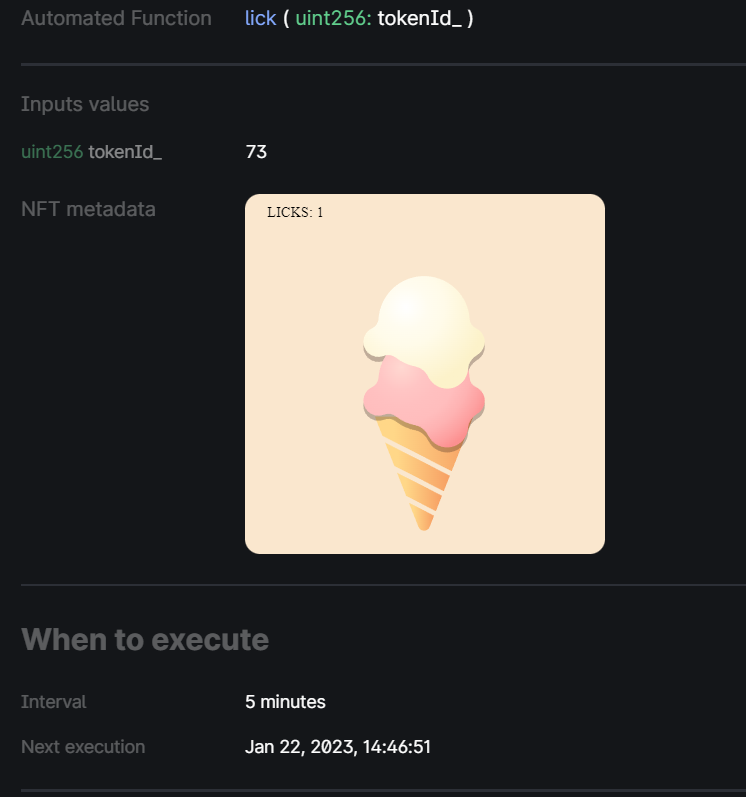 Automated Function lick ( uint256: tokenId_ )
Inputs values
uint256 tokenId_ 73
NFT metadata
LICKS: 1
When to execute
Interval 5 minutes
Next execution Jan 22, 2023, 14:46:51